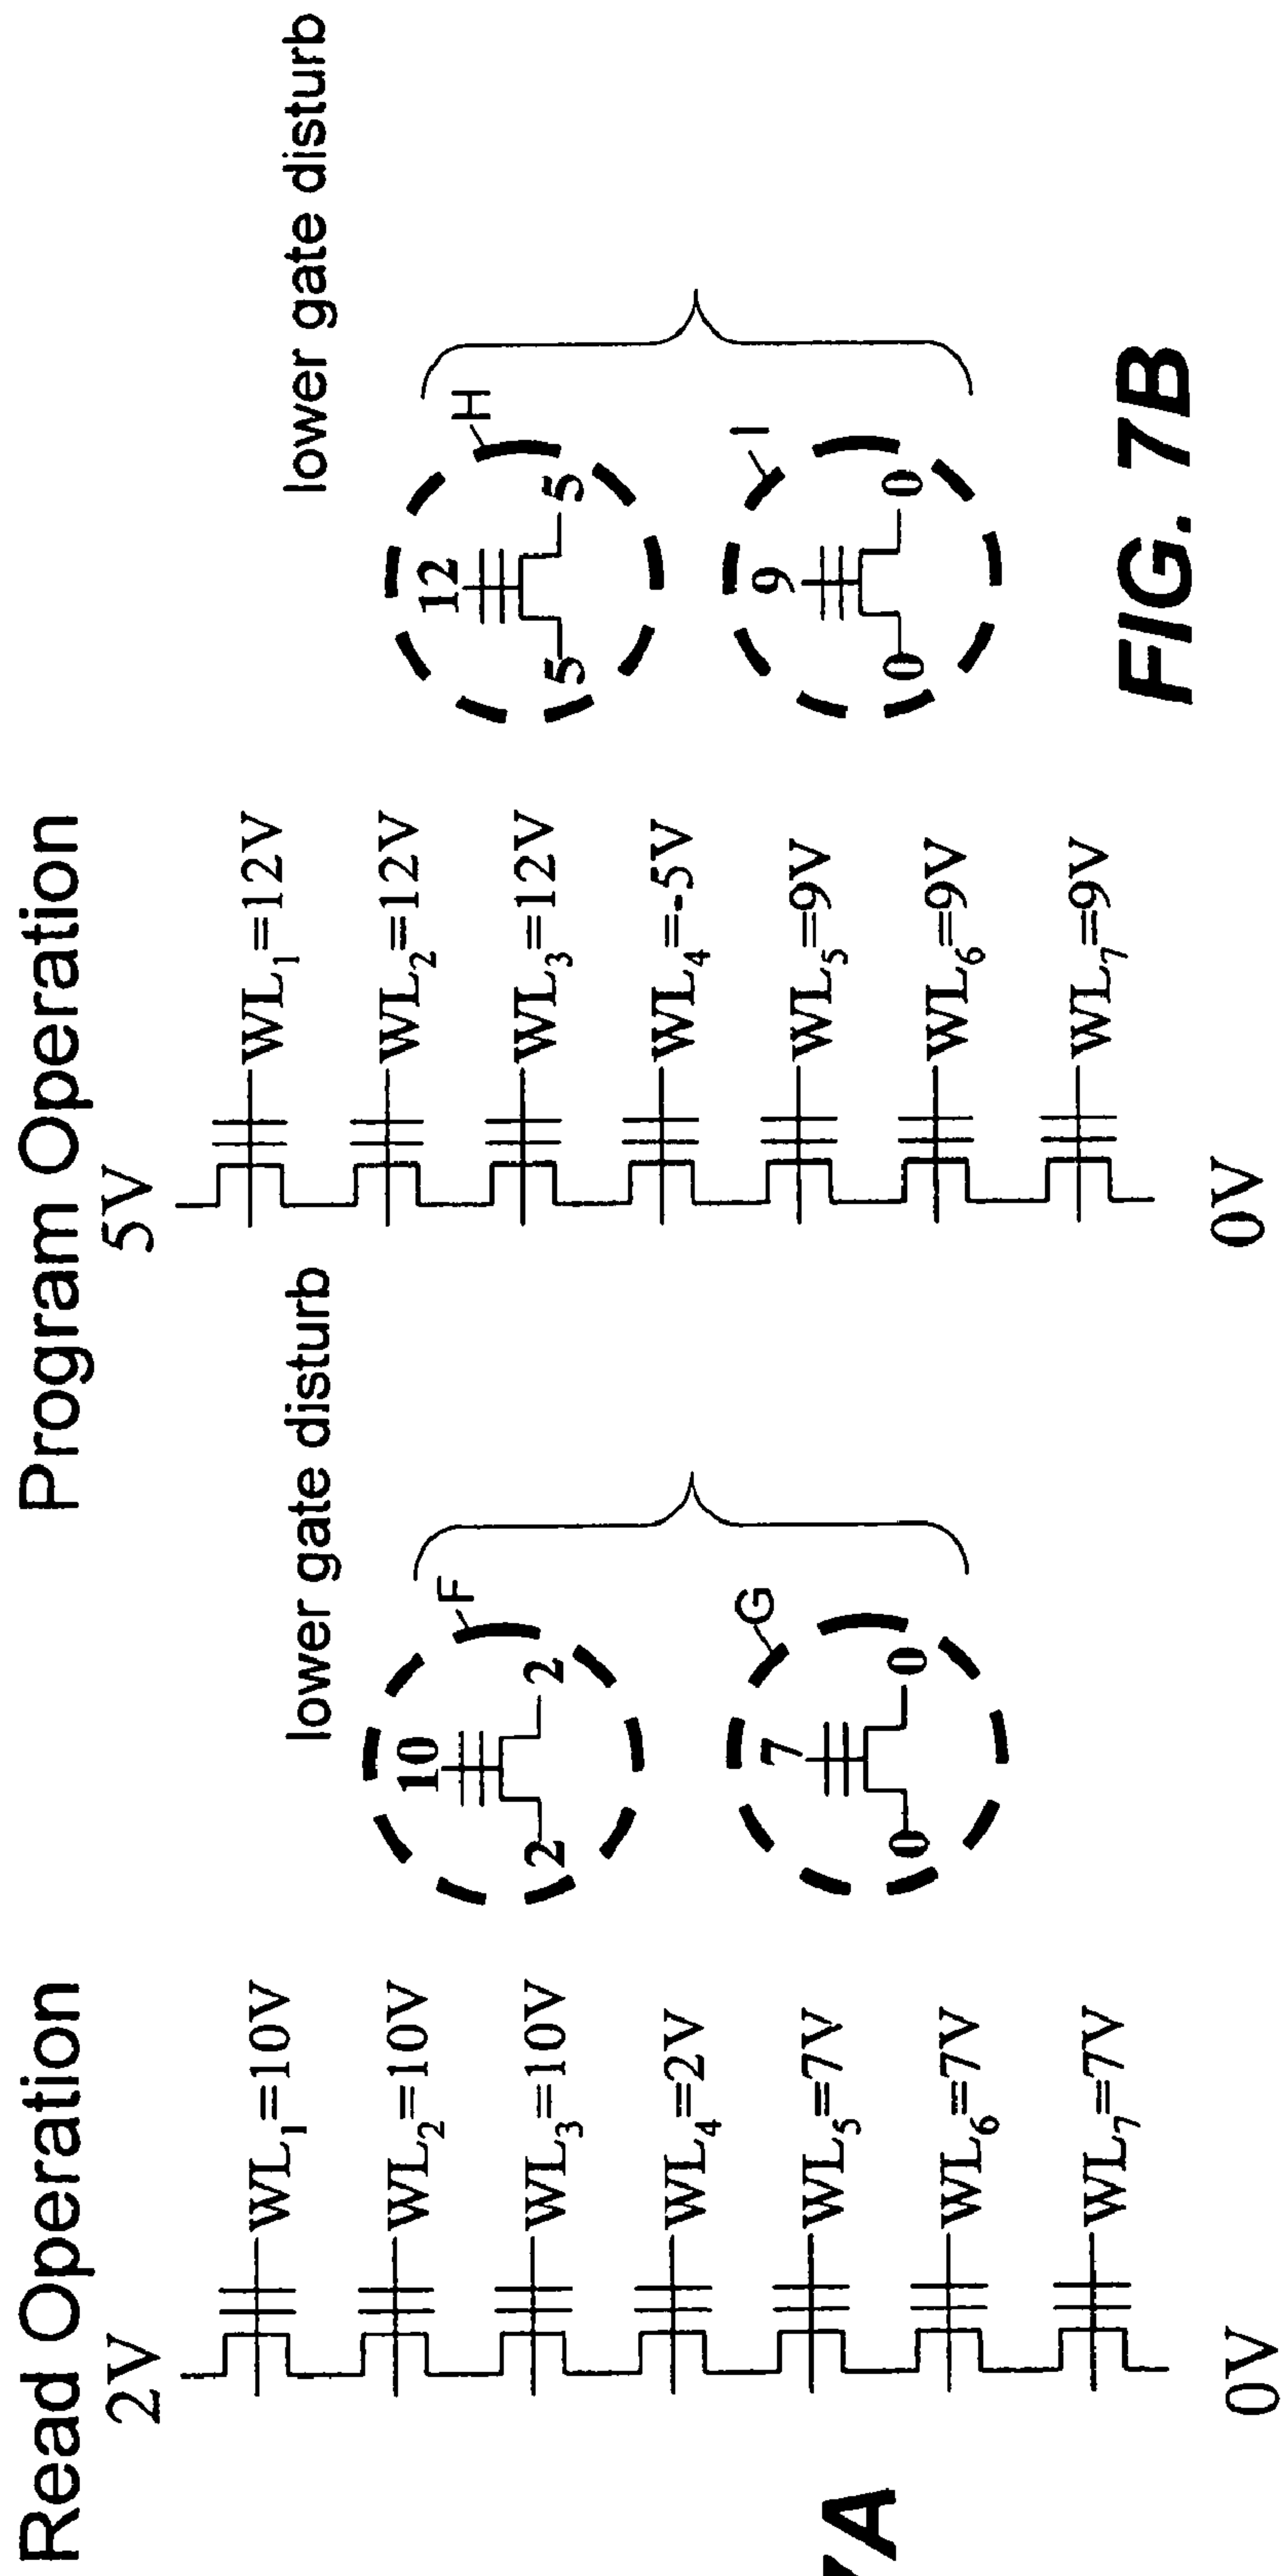 Read Operation
2V
WL1=10V
WL2=10V
WL3=10V
WL4=2V
WL5=7V
WL6=7V
WL7=7V
0V
lower gate disturb
F
10
2 2
G
7
0 0
7A
Program Operation
5V
WL1=12V
WL2=12V
WL3=12V
WL4=-5V
WL5=9V
WL6=9V
WL7=9V
0V
lower gate disturb
H
12
5 5
I
9
0 0
FIG. 7B